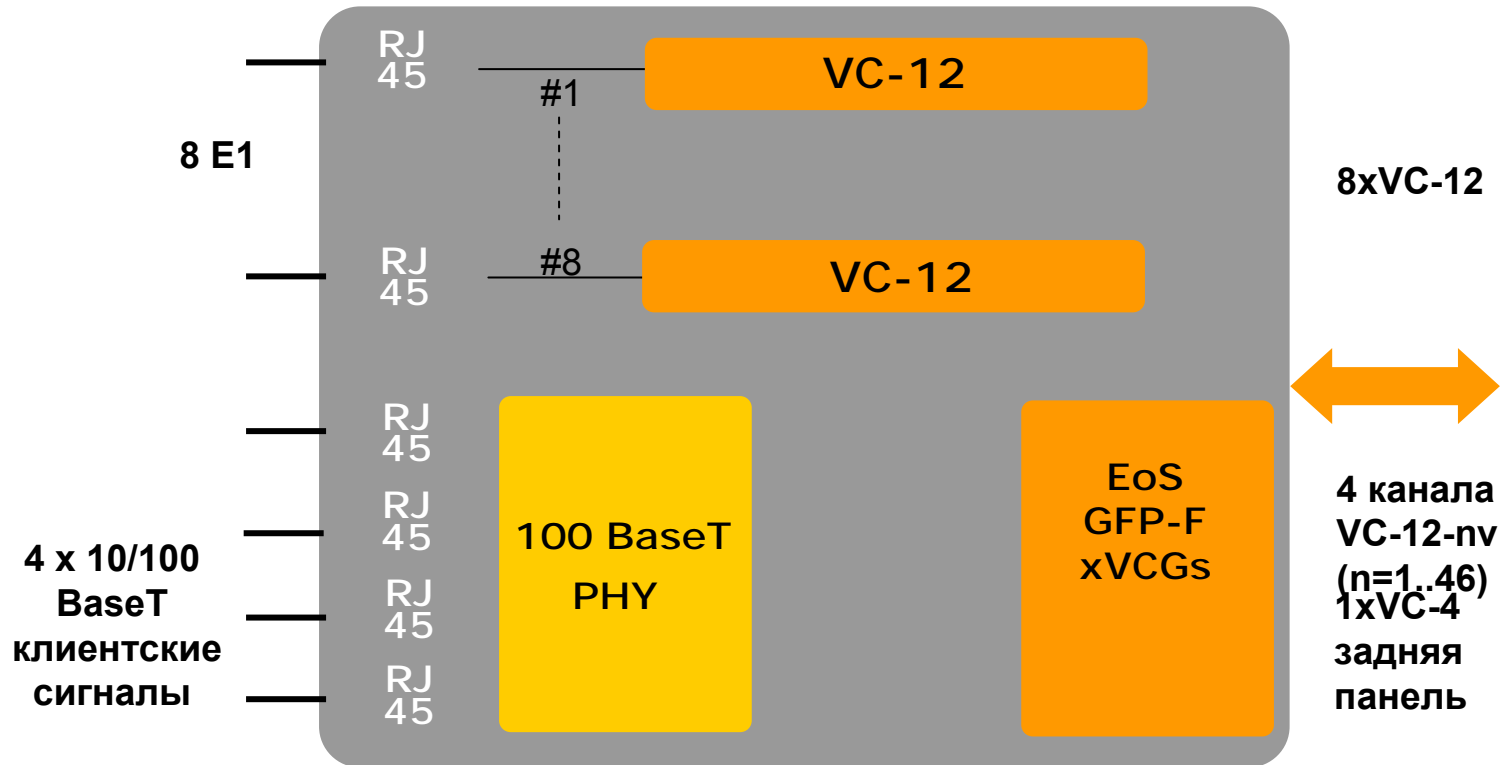 RJ
45
#1
VC-12
8 E1
8xVC-12
RJ
45
#8
VC-12
RJ
45
RJ
45
RJ
45
RJ
45
100 BaseT
PHY
EoS
GFP-F
xVCGs
4 x 10/100
BaseT
клиентские
сигналы
4 канала
VC-12-nv
(n=1..46)
1xVC-4
задняя
панель